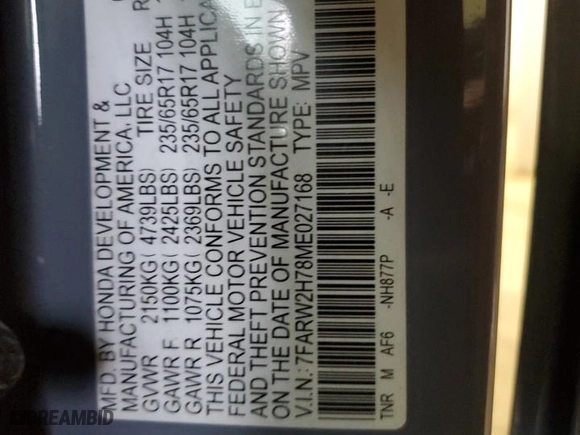 MFD. BY HONDA DEVELOPMENT &
MANUFACTURING OF AMERICA, LLC
GVWR 2150KG( 4739LBS) TIRE SIZE
GAWR F 1100KG( 2425LBS) 235/65R17 104H
GAWR R 1075KG( 2369LBS) 235/65R17 104H
THIS VEHICLE CONFORMS TO ALL APPLICA
FEDERAL MOTOR VEHICLE SAFETY
AND THEFT PREVENTION STANDARDS IN E
ON THE DATE OF MANUFACTURE SHOWN
V.I.N.: 7FARW2H78ME027168 TYPE: MPV
TNR M AF6 -NH877P -A -E
DREAMBID